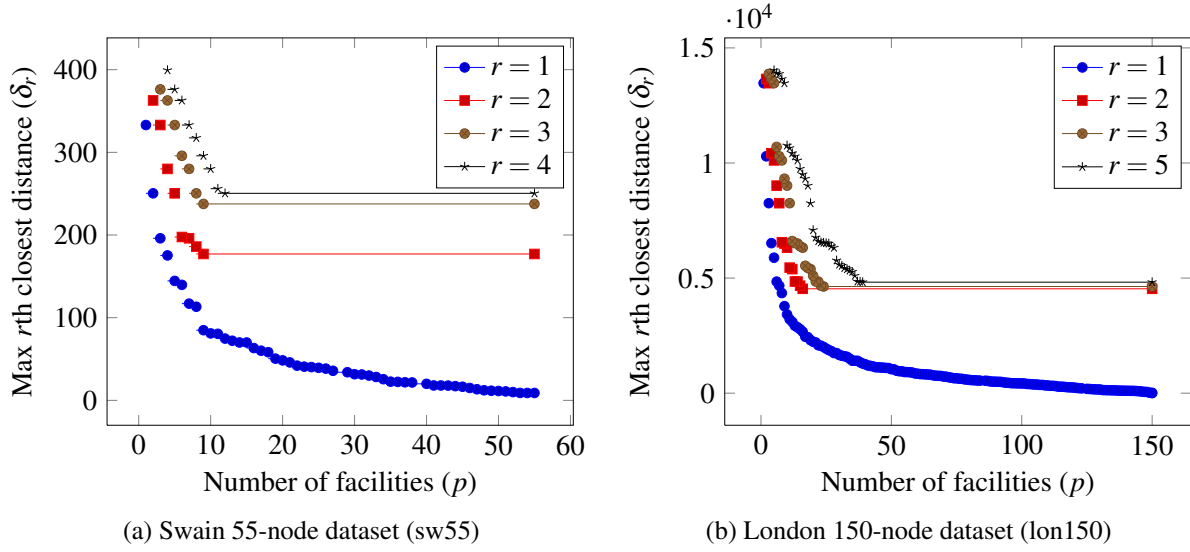 Max rth closest distance (δr)
400
300
200
100
0
0 10 20 30 40 50 60
Number of facilities (p)
r = 1
r = 2
r = 3
r = 4
(a) Swain 55-node dataset (sw55)
·10^4
Max rth closest distance (δr)
1.5
1
0.5
0
0 50 100 150
Number of facilities (p)
r = 1
r = 2
r = 3
r = 5
(b) London 150-node dataset (lon150)